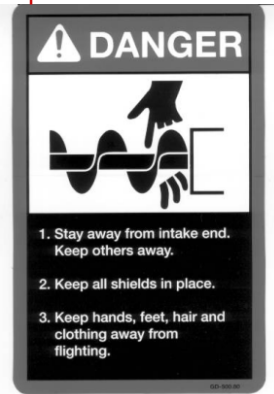 DANGER
1. Stay away from intake end.
Keep others away.
2. Keep all shields in place.
3. Keep hands, feet, hair and
clothing away from
flighting.